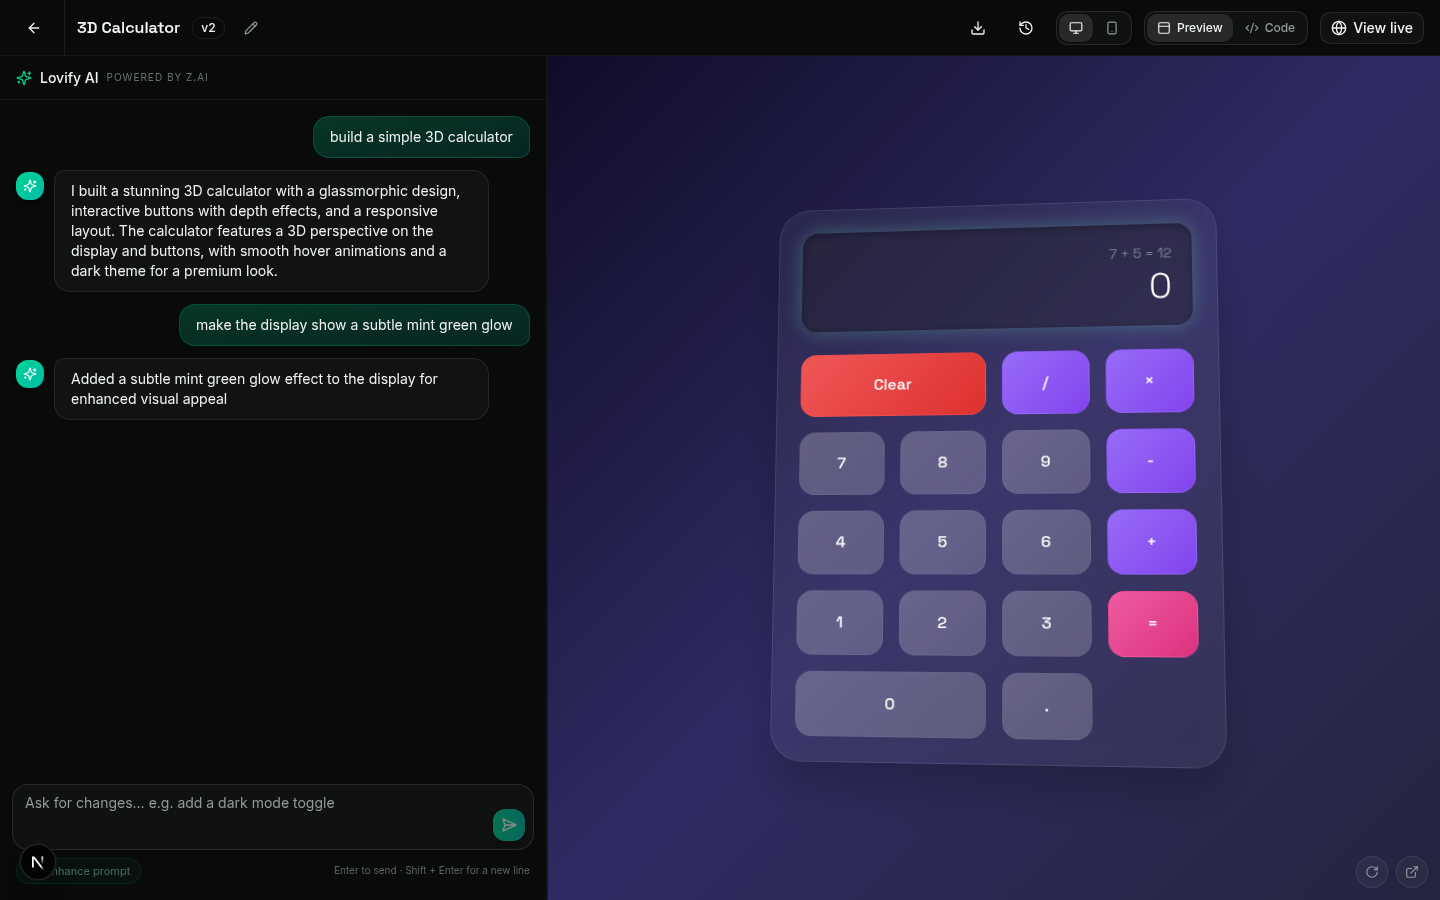 3D Calculator
v2
Preview
Code
View live
Lovify AI
POWERED BY Z.AI
build a simple 3D calculator
I built a stunning 3D calculator with a glassmorphic design,
interactive buttons with depth effects, and a responsive
layout. The calculator features a 3D perspective on the
display and buttons, with smooth hover animations and a
dark theme for a premium look.
make the display show a subtle mint green glow
Added a subtle mint green glow effect to the display for
enhanced visual appeal
Ask for changes... e.g. add a dark mode toggle
N
prompt
Enter to send · Shift + Enter for a new line
7 + 5 = 12
0
Clear
/
×
7
8
9
-
4
5
6
+
1
2
3
=
0
.